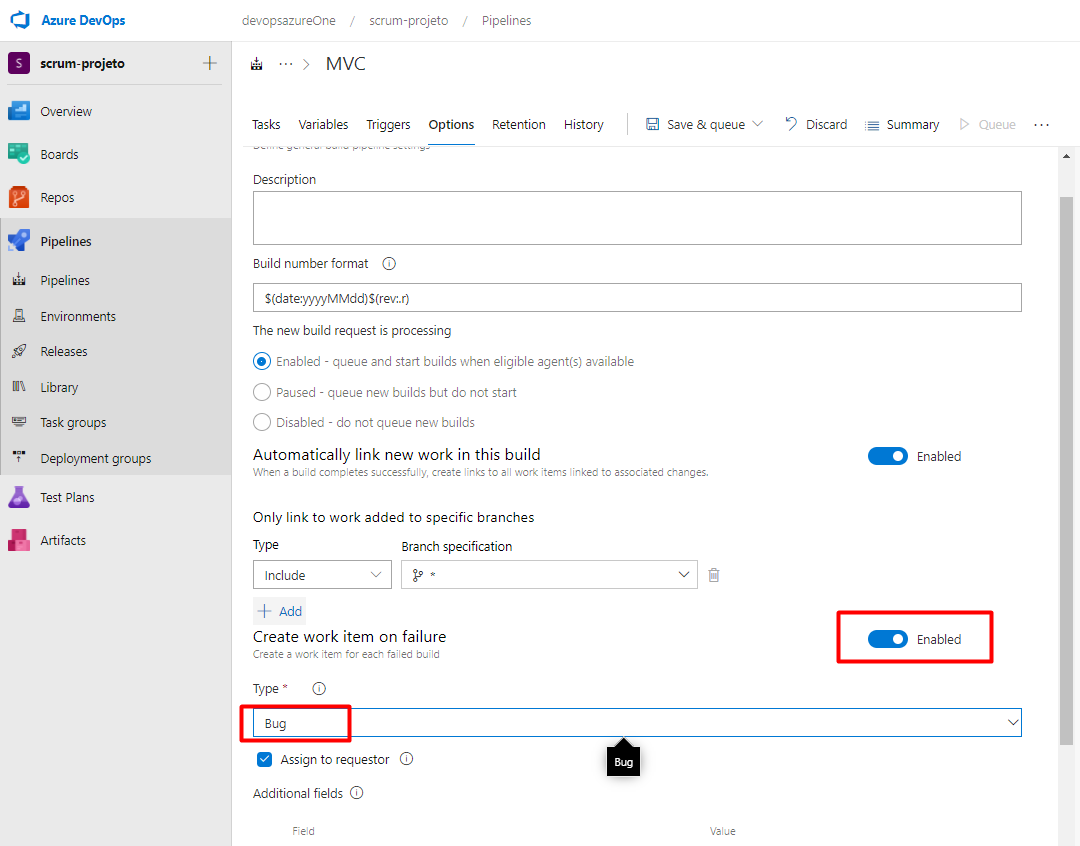 Azure DevOps
devopsazureOne / scrum-projeto / Pipelines
S scrum-projeto
Overview
Boards
Repos
Pipelines
Pipelines
Environments
Releases
Library
Task groups
Deployment groups
Test Plans
Artifacts
··· MVC
Tasks Variables Triggers Options Retention History Save & queue Discard Summary Queue ···
Define general build pipeline settings
Description
Build number format
$(date:yyyyMMdd)$(rev:.r)
The new build request is processing
Enabled - queue and start builds when eligible agent(s) available
Paused - queue new builds but do not start
Disabled - do not queue new builds
Automatically link new work in this build Enabled
When a build completes successfully, create links to all work items linked to associated changes.
Only link to work added to specific branches
Type Branch specification
Include *
Add
Create work item on failure Enabled
Create a work item for each failed build
Type *
Bug
Assign to requestor
Bug
Additional fields
Field Value